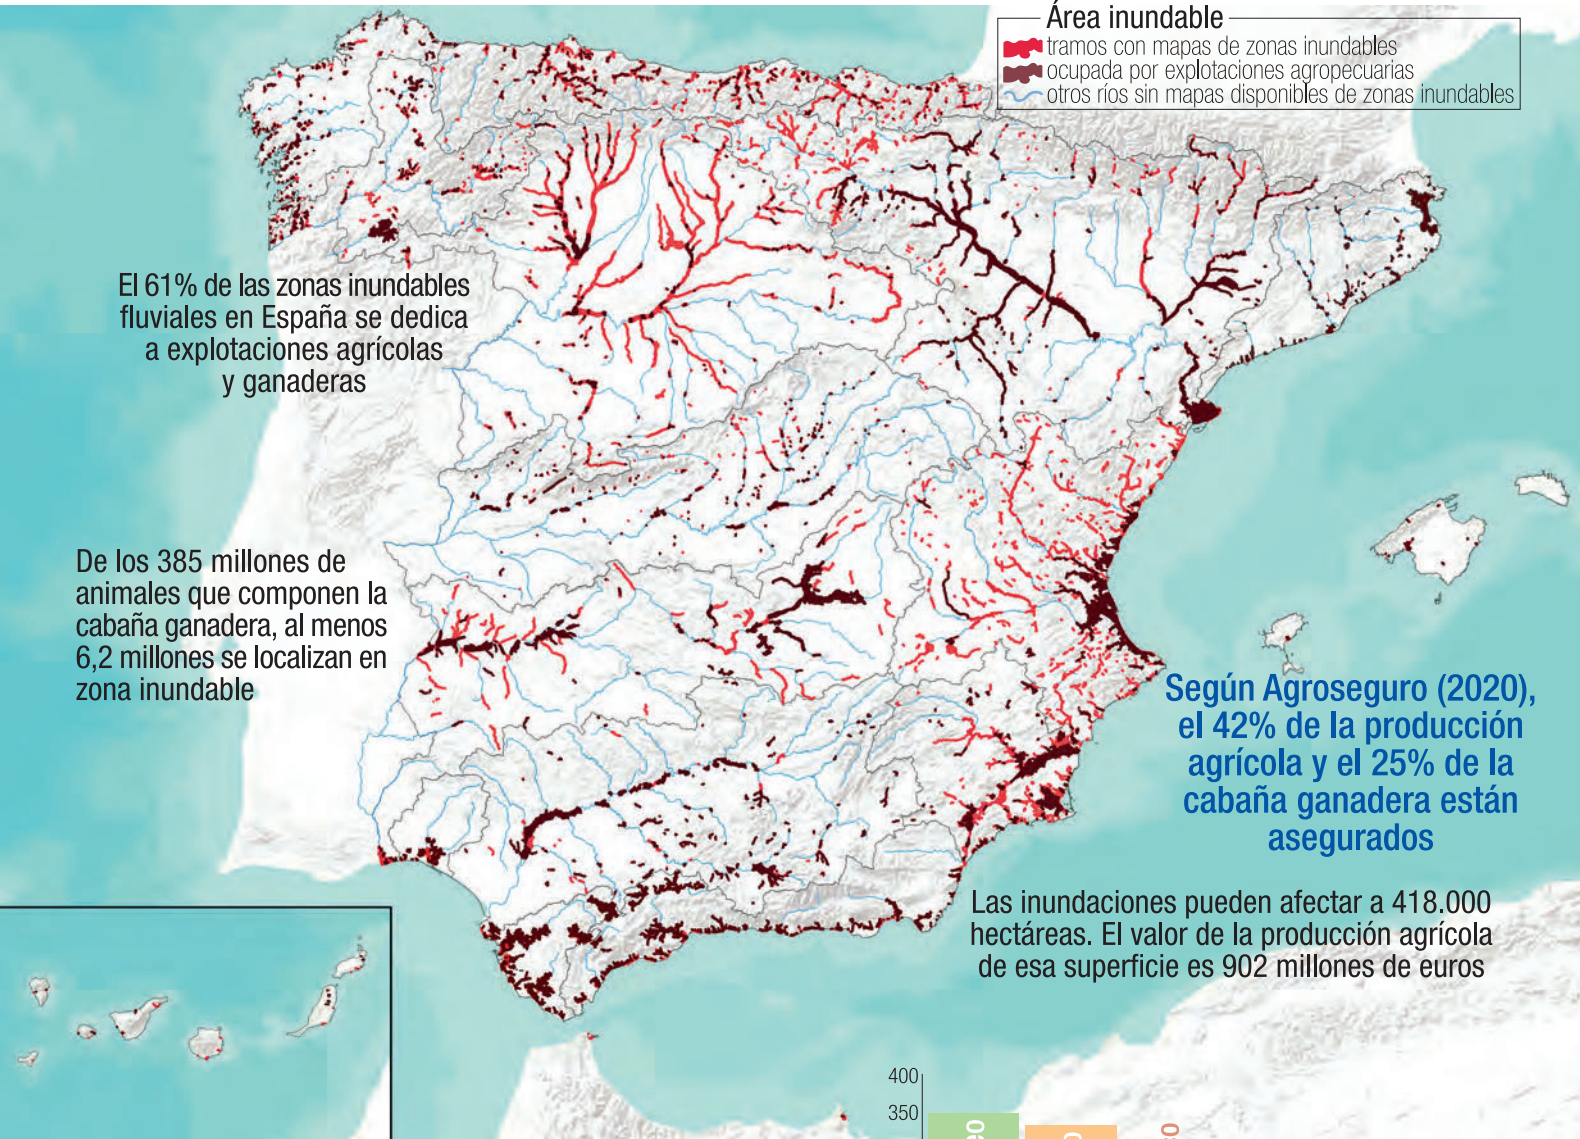 Área inundable
tramos con mapas de zonas inundables
ocupada por explotaciones agropecuarias
otros ríos sin mapas disponibles de zonas inundables
El 61% de las zonas inundables
fluviales en España se dedica
a explotaciones agrícolas
y ganaderas
De los 385 millones de
animales que componen la
cabaña ganadera, al menos
6,2 millones se localizan en
zona inundable
Según Agroseguro (2020),
el 42% de la producción
agrícola y el 25% de la
cabaña ganadera están
asegurados
Las inundaciones pueden afectar a 418.000
hectáreas. El valor de la producción agrícola
de esa superficie es 902 millones de euros
400
350